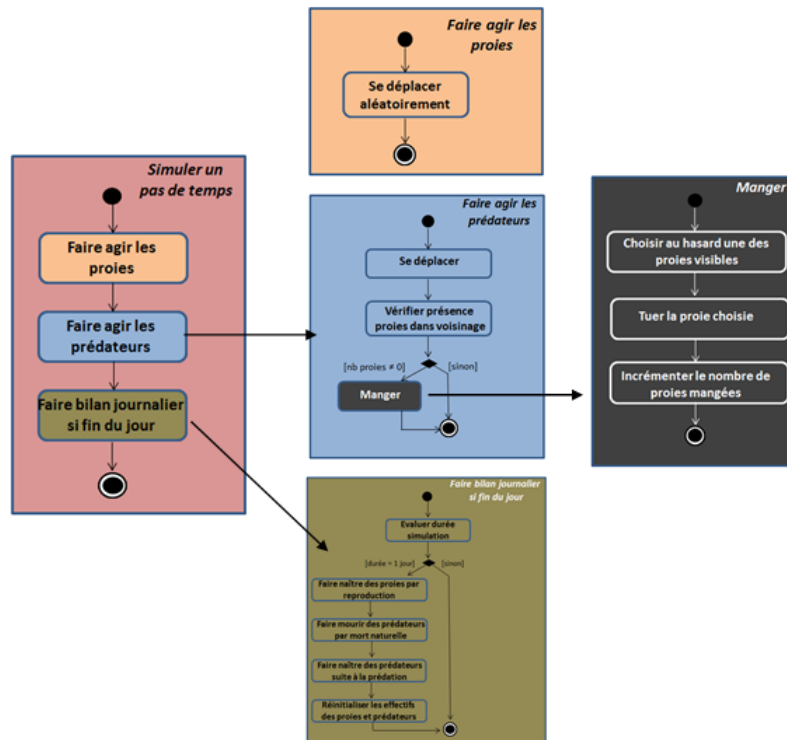 Faire agir les
proies
Se déplacer
aléatoirement
Simuler un
pas de temps
Faire agir les
proies
Faire agir les
prédateurs
Faire bilan journalier
si fin du jour
Faire agir les
prédateurs
Se déplacer
Vérifier présence
proies dans voisinage
[nb proies ≠ 0]
[sinon]
Manger
Manger
Choisir au hasard une des
proies visibles
Tuer la proie choisie
Incrémenter le nombre de
proies mangées
Faire bilan journalier
si fin du jour
Evaluer durée
simulation
[durée = 1 jour]
[sinon]
Faire naître des proies par
reproduction
Faire mourir des prédateurs
par mort naturelle
Faire naître des prédateurs
suite à la prédation
Réinitialiser les effectifs
des proies et prédateurs